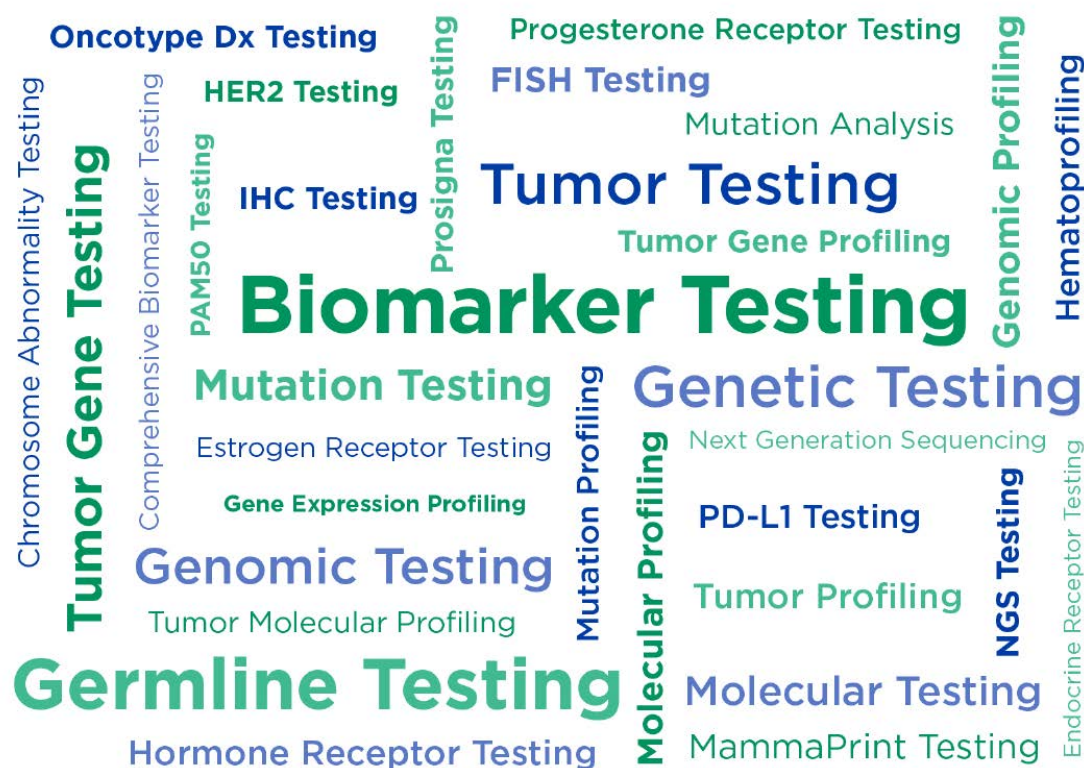 Oncotype Dx Testing
Progesterone Receptor Testing
HER2 Testing
FISH Testing
Prosigna Testing
Genomic Profiling
Hematoprofiling
Chromosome Abnormality Testing
Tumor Gene Testing
Comprehensive Biomarker Testing
PAM50 Testing
Mutation Analysis
IHC Testing
Tumor Testing
Tumor Gene Profiling
Biomarker Testing
Mutation Testing
Genetic Testing
Estrogen Receptor Testing
Mutation Profiling
Molecular Profiling
Next Generation Sequencing
Gene Expression Profiling
PD-L1 Testing
NGS Testing
Endocrine Receptor Testing
Genomic Testing
Tumor Profiling
Tumor Molecular Profiling
Germline Testing
Molecular Testing
Hormone Receptor Testing
MammaPrint Testing